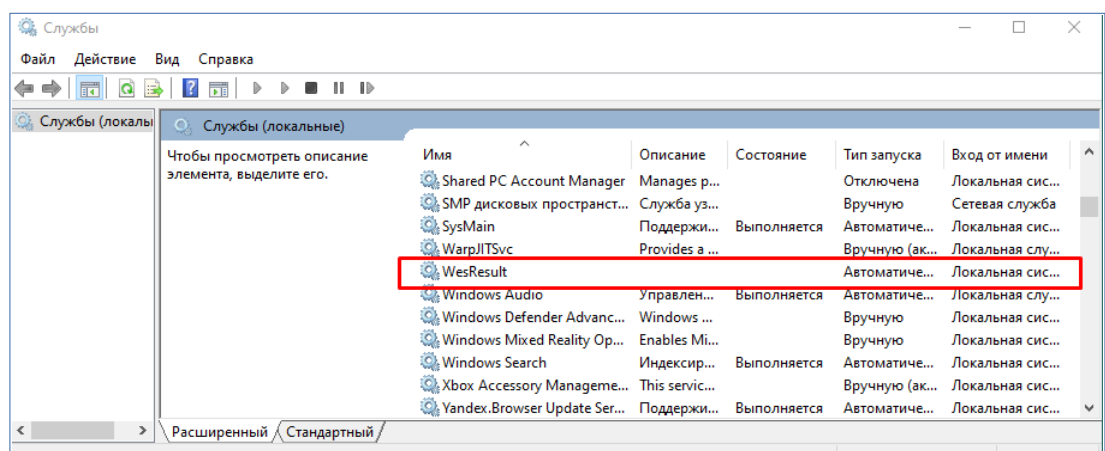 Службы
Файл Действие Вид Справка
Службы (локалы
Службы (локальные)
Чтобы просмотреть описание
элемента, выделите его.
Имя Описание Состояние Тип запуска Вход от имени
Shared PC Account Manager Manages p... Отключена Локальная сис...
SMP дисковых пространст... Служба уз... Вручную Сетевая служба
SysMain Поддержи... Выполняется Автоматиче... Локальная сис...
WarpJITSvc Provides a ... Вручную (ак... Локальная слу...
WesResult Автоматиче... Локальная сис...
Windows Audio Управлен... Выполняется Автоматиче... Локальная слу...
Windows Defender Advanc... Windows ... Вручную Локальная сис...
Windows Mixed Reality Op... Enables Mi... Вручную Локальная сис...
Windows Search Индексир... Выполняется Автоматиче... Локальная сис...
Xbox Accessory Manageme... This servic... Вручную (ак... Локальная сис...
Yandex.Browser Update Ser... Поддержи... Выполняется Автоматиче... Локальная сис...
Расширенный Стандартный